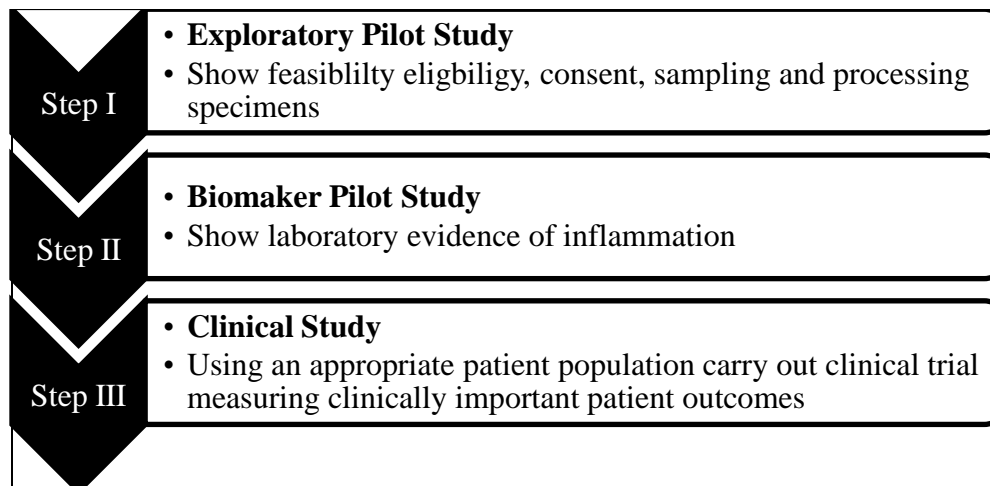 Step I
• Exploratory Pilot Study
• Show feasiblilty eligbiligy, consent, sampling and processing
specimens
Step II
• Biomaker Pilot Study
• Show laboratory evidence of inflammation
Step III
• Clinical Study
• Using an appropriate patient population carry out clinical trial
measuring clinically important patient outcomes